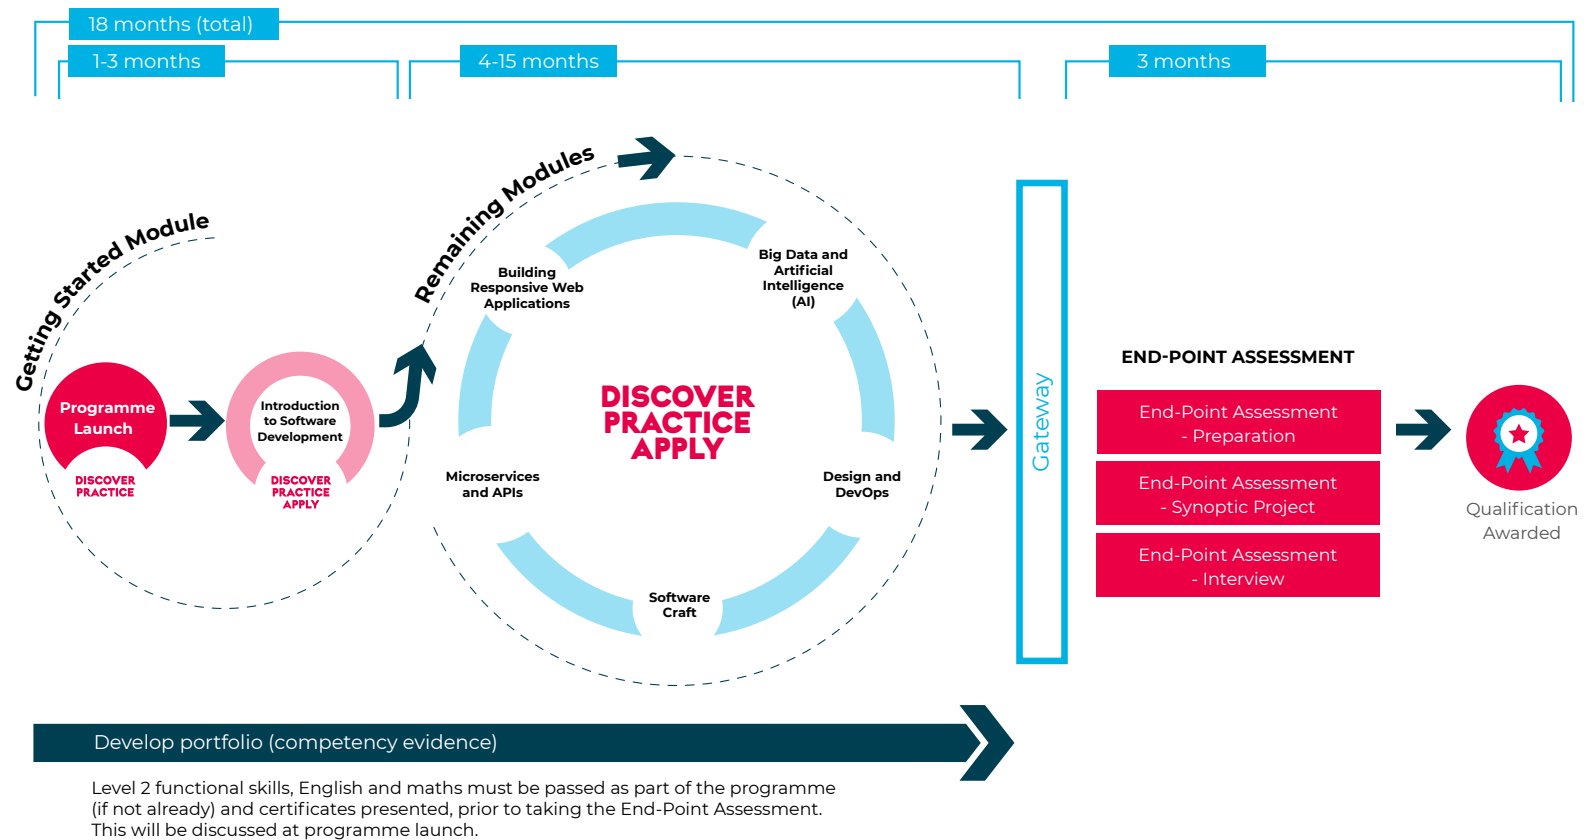 18 months (total)
1-3 months
4-15 months
3 months
Getting Started Module
Programme
Launch
DISCOVER
PRACTICE
Introduction
to Software
Development
DISCOVER
PRACTICE
APPLY
Remaining Modules
Building
Responsive Web
Applications
Big Data and
Artificial
Intelligence
(AI)
DISCOVER
PRACTICE
APPLY
Microservices
and APIs
Design and
DevOps
Software
Craft
Gateway
END-POINT ASSESSMENT
End-Point Assessment
- Preparation
End-Point Assessment
- Synoptic Project
End-Point Assessment
- Interview
Qualification
Awarded
Develop portfolio (competency evidence)
Level 2 functional skills, English and maths must be passed as part of the programme
(if not already) and certificates presented, prior to taking the End-Point Assessment.
This will be discussed at programme launch.